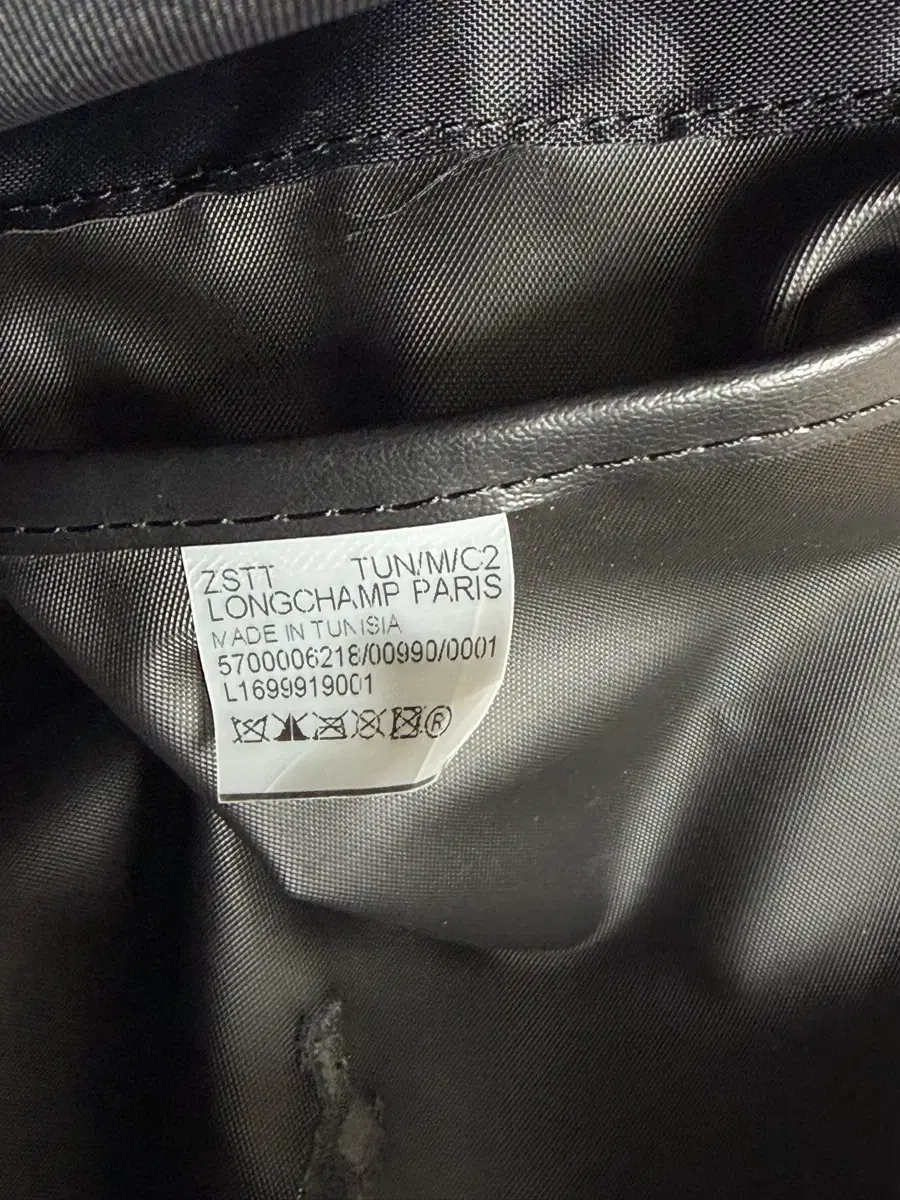 ZSTT TUN/M/C2
LONGCHAMP PARIS
MADE IN TUNISIA
5700006218/00990/0001
L1699919001
®